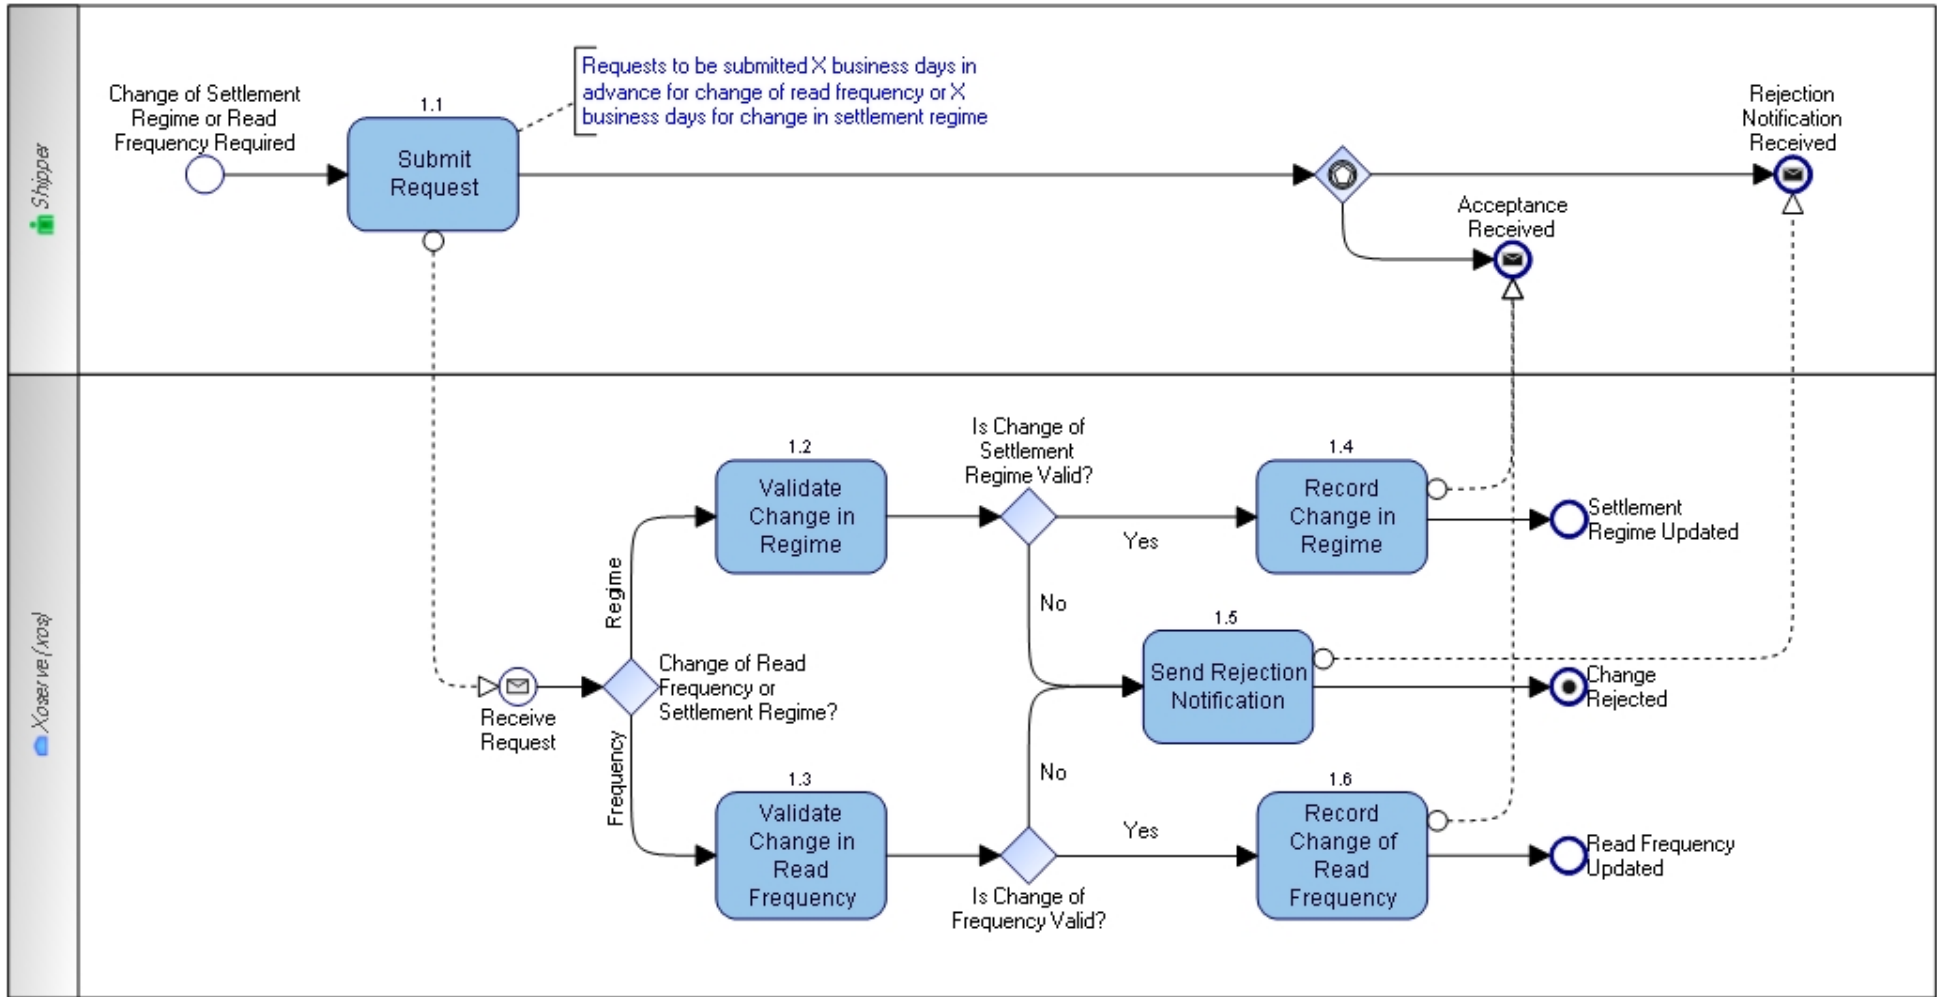 Shipper
Change of Settlement
Regime or Read
Frequency Required
1.1
Submit
Request
Requests to be submitted X business days in
advance for change of read frequency or X
business days for change in settlement regime
Acceptance
Received
Rejection
Notification
Received
Xoserve (xos)
Receive
Request
Change of Read
Frequency or
Settlement Regime?
Regime
Frequency
1.2
Validate
Change in
Regime
Is Change of
Settlement
Regime Valid?
Yes
No
1.4
Record
Change in
Regime
Settlement
Regime Updated
1.5
Send Rejection
Notification
Change
Rejected
1.3
Validate
Change in
Read
Frequency
Is Change of
Frequency Valid?
No
Yes
1.6
Record
Change of
Read
Frequency
Read Frequency
Updated